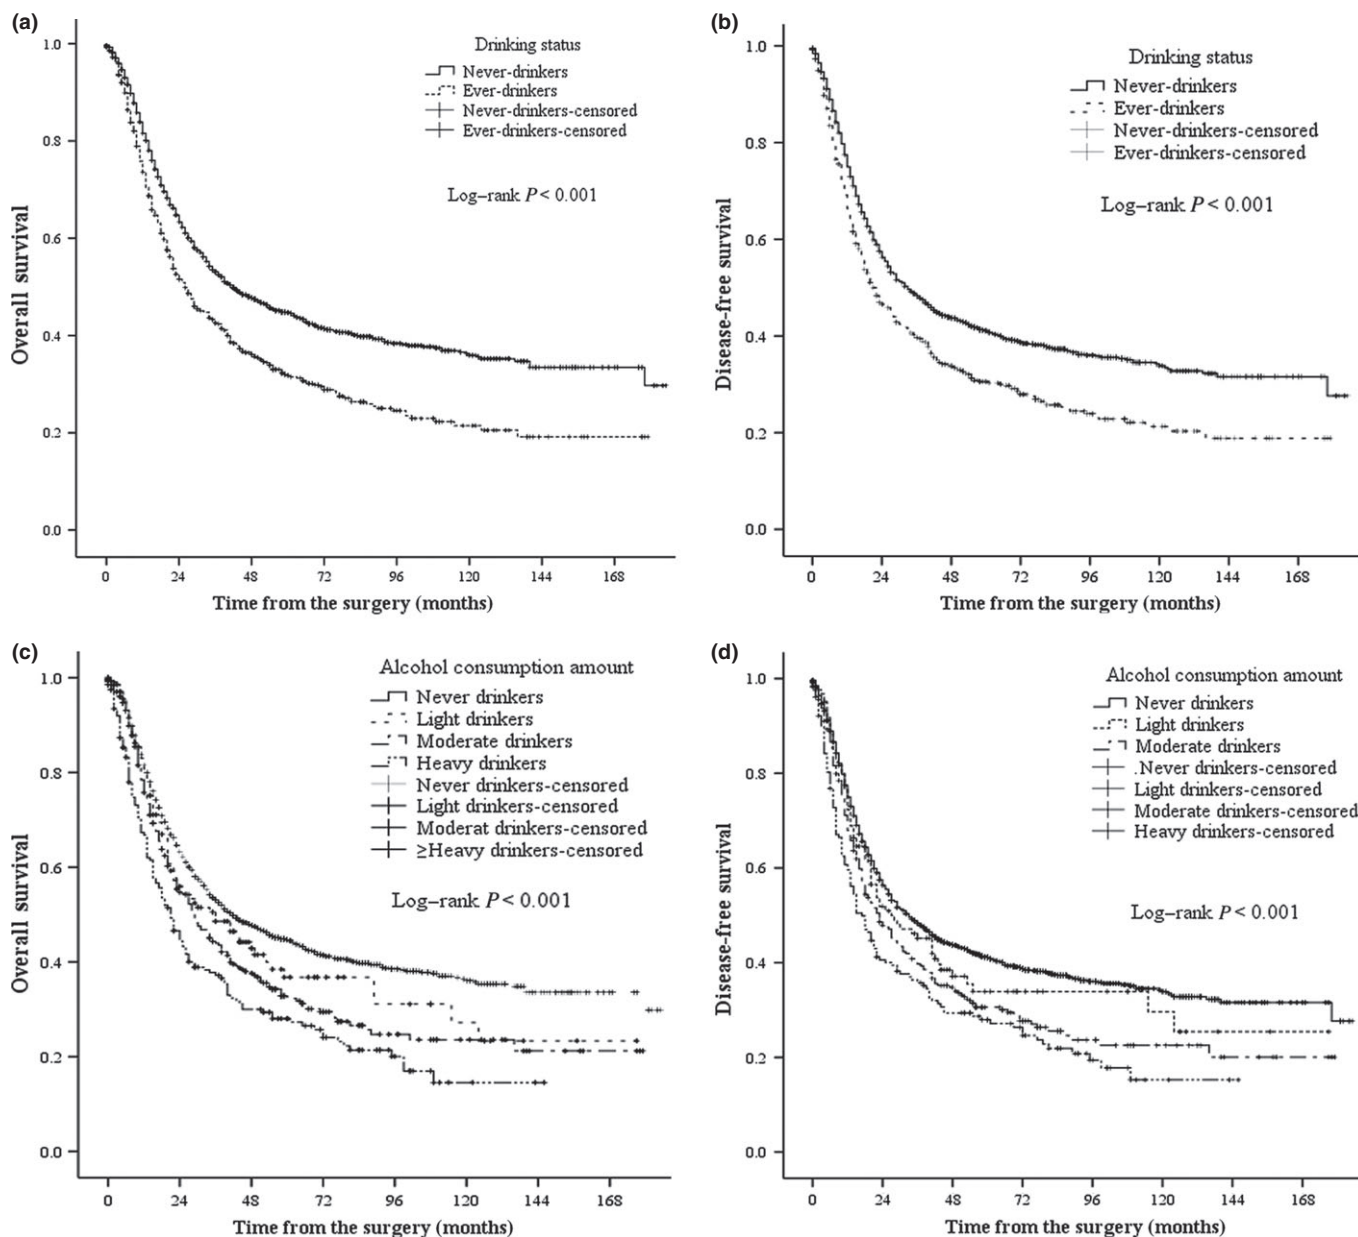 (a)
Drinking status
Never-drinkers
Ever-drinkers
Never-drinkers-censored
Ever-drinkers-censored
Log–rank P < 0.001
Overall survival
1.0
0.8
0.6
0.4
0.2
0.0
0 24 48 72 96 120 144 168
Time from the surgery (months)
(b)
Drinking status
Never-drinkers
Ever-drinkers
Never-drinkers-censored
Ever-drinkers-censored
Log–rank P < 0.001
Disease-free survival
1.0
0.8
0.6
0.4
0.2
0.0
0 24 48 72 96 120 144 168
Time from the surgery (months)
(c)
Alcohol consumption amount
Never drinkers
Light drinkers
Moderate drinkers
Heavy drinkers
Never drinkers-censored
Light drinkers-censored
Moderat drinkers-censored
≥Heavy drinkers-censored
Log–rank P < 0.001
Overall survival
1.0
0.8
0.6
0.4
0.2
0.0
0 24 48 72 96 120 144 168
Time from the surgery (months)
(d)
Alcohol consumption amount
Never drinkers
Light drinkers
Moderate drinkers
.Never drinkers-censored
Light drinkers-censored
Moderate drinkers-censored
Heavy drinkers-censored
Log–rank P < 0.001
Disease-free survival
1.0
0.8
0.6
0.4
0.2
0.0
0 24 48 72 96 120 144 168
Time from the surgery (months)